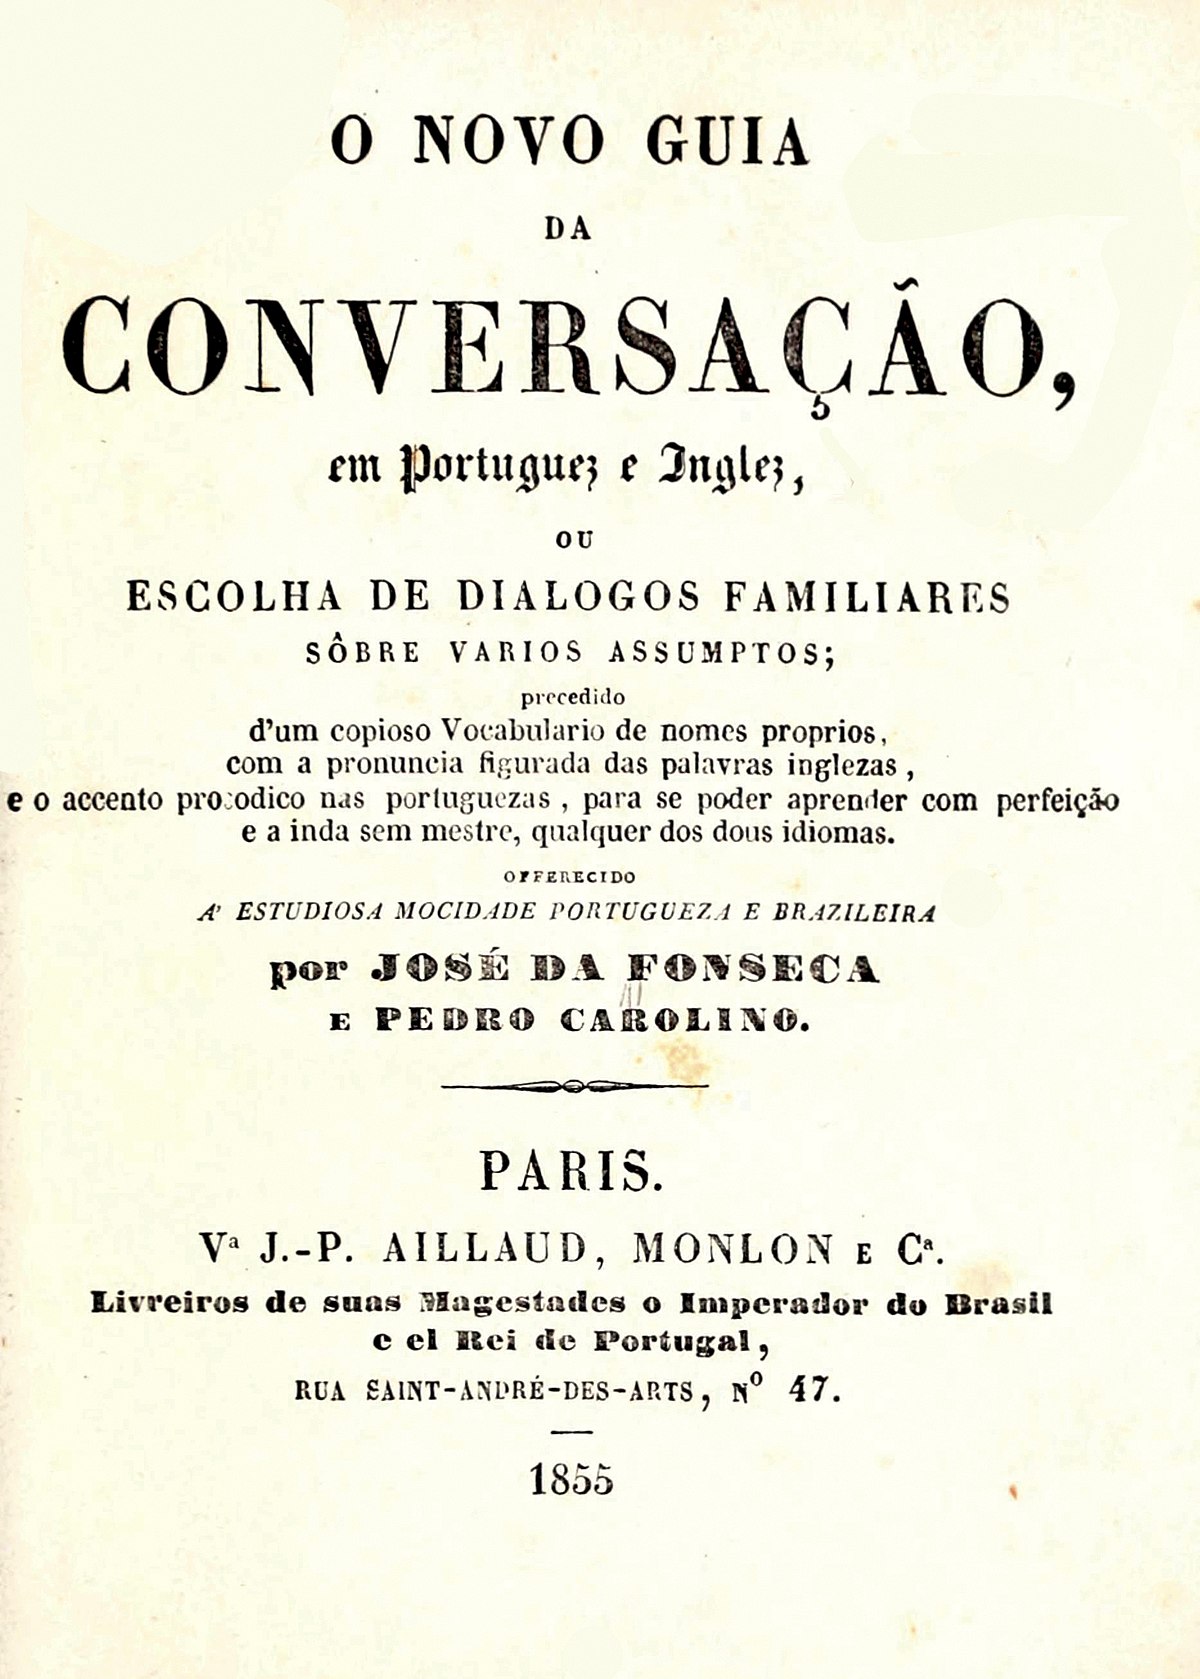 O NOVO GUIA
DA
CONVERSAÇÃO,
em Portuguez e Inglez,
OU
ESCOLHA DE DIALOGOS FAMILIARES
SÔBRE VARIOS ASSUMPTOS;
precedido
d'um copioso Vocabulario de nomes proprios,
com a pronuncia figurada das palavras inglezas,
e o accento prosodico nas portuguezas, para se poder aprender com perfeição
e a inda sem mestre, qualquer dos dous idiomas.
OFFERECIDO
A' ESTUDIOSA MOCIDADE PORTUGUEZA E BRAZILEIRA
por JOSÉ DA FONSECA
E PEDRO CAROLINO.
PARIS.
Vª J.-P. AILLAUD, MONLON E Cª.
Livreiros de suas Magestades o Imperador do Brasil
e el Rei de Portugal,
RUA SAINT-ANDRÉ-DES-ARTS, Nº 47.
1855